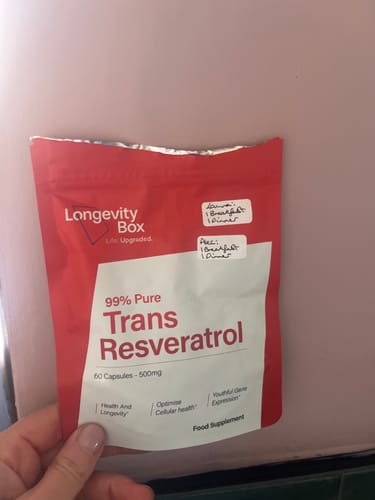 Longevity
Box
Life. Upgraded.
1 Breakfast
1 Dinner
1 Breakfast
1 Dinner
99% Pure
Trans
Resveratrol
60 Capsules - 500mg
Health And
Longevity*
Optimise
Cellular health*
Youthful Gene
Expression*
Food Supplement